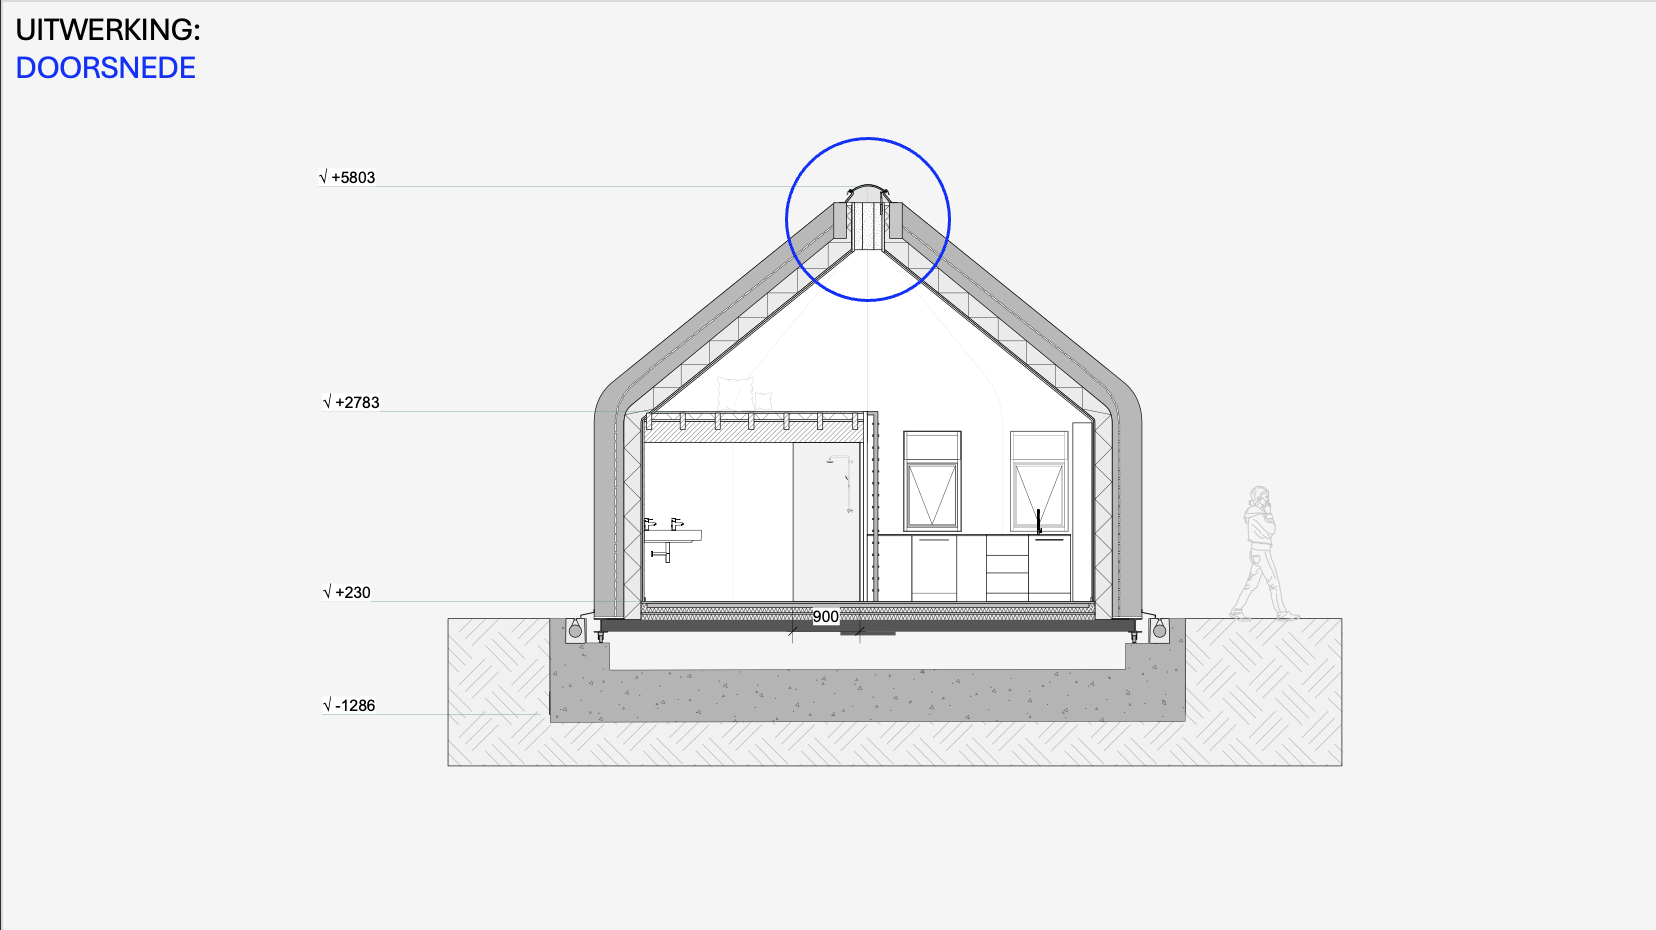 UITWERKING:
DOORSNEDE
√ +5803
√ +2783
√ +230
900
√ -1286